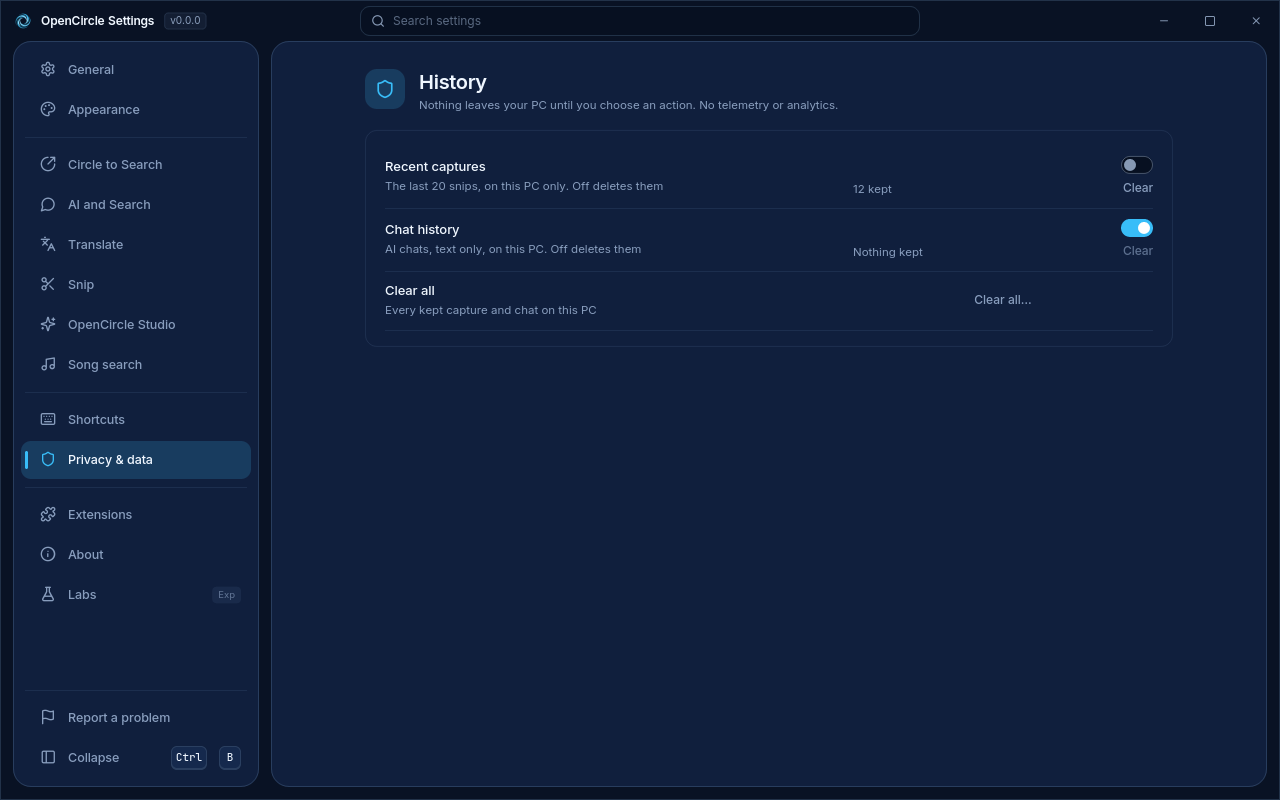 OpenCircle Settings v0.0.0
Search settings
General
Appearance
Circle to Search
AI and Search
Translate
Snip
OpenCircle Studio
Song search
Shortcuts
Privacy & data
Extensions
About
Labs Exp
Report a problem
Collapse Ctrl B
History
Nothing leaves your PC until you choose an action. No telemetry or analytics.
Recent captures
The last 20 snips, on this PC only. Off deletes them
12 kept
Clear
Chat history
AI chats, text only, on this PC. Off deletes them
Nothing kept
Clear
Clear all
Every kept capture and chat on this PC
Clear all...